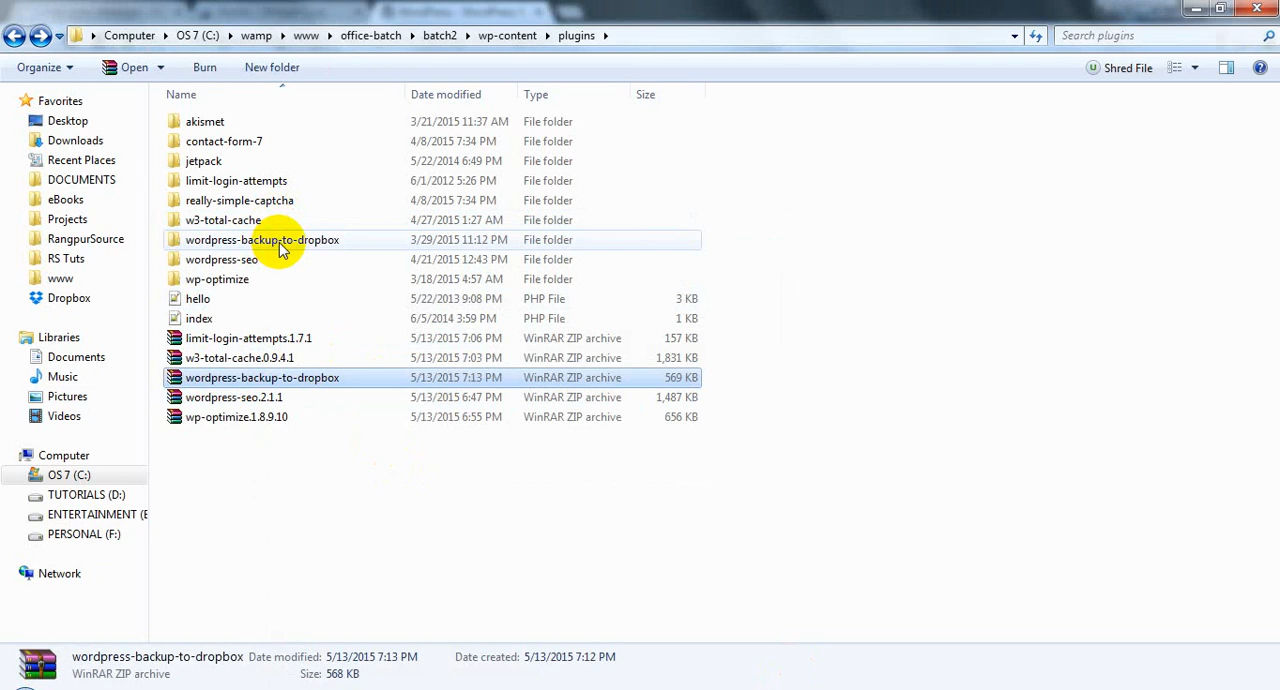 Computer OS 7 (C:) wamp www office-batch batch2 wp-content plugins Search plugins
Organize Open Burn New folder Shred File
Name Date modified Type Size
Favorites
Desktop
Downloads
Recent Places
DOCUMENTS
eBooks
Projects
RangpurSource
RS Tuts
www
Dropbox
Libraries
Documents
Music
Pictures
Videos
Computer
OS 7 (C:)
TUTORIALS (D:)
ENTERTAINMENT (E
PERSONAL (F:)
Network
akismet 3/21/2015 11:37 AM File folder
contact-form-7 4/8/2015 7:34 PM File folder
jetpack 5/22/2014 6:49 PM File folder
limit-login-attempts 6/1/2012 5:26 PM File folder
really-simple-captcha 4/8/2015 7:34 PM File folder
w3-total-cache 4/27/2015 1:27 AM File folder
wordpress-backup-to-dropbox 3/29/2015 11:12 PM File folder
wordpress-seo 4/21/2015 12:43 PM File folder
wp-optimize 3/18/2015 4:57 AM File folder
hello 5/22/2013 9:08 PM PHP File 3 KB
index 6/5/2014 3:59 PM PHP File 1 KB
limit-login-attempts.1.7.1 5/13/2015 7:06 PM WinRAR ZIP archive 157 KB
w3-total-cache.0.9.4.1 5/13/2015 7:03 PM WinRAR ZIP archive 1,831 KB
wordpress-backup-to-dropbox 5/13/2015 7:13 PM WinRAR ZIP archive 569 KB
wordpress-seo.2.1.1 5/13/2015 6:47 PM WinRAR ZIP archive 1,487 KB
wp-optimize.1.8.9.10 5/13/2015 6:55 PM WinRAR ZIP archive 656 KB
wordpress-backup-to-dropbox Date modified: 5/13/2015 7:13 PM Date created: 5/13/2015 7:12 PM
WinRAR ZIP archive Size: 568 KB